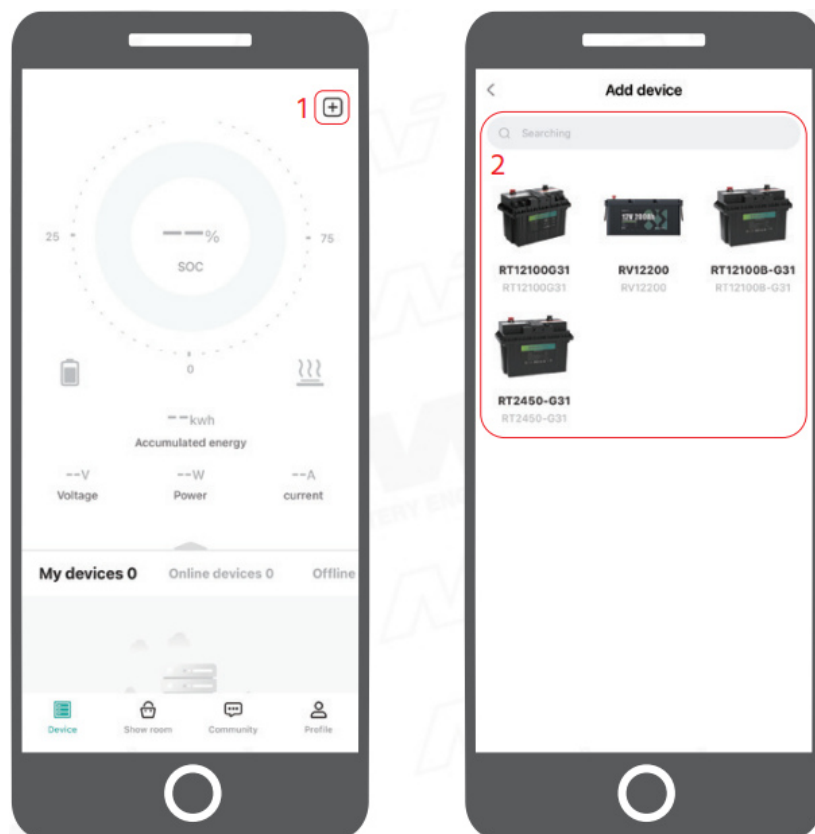 1
25
--%
75
SOC
0
--kwh
Accumulated energy
--V
--W
--A
Voltage
Power
current
My devices 0
Online devices 0
Offline
Device
Show room
Community
Profile
Add device
Searching
2
12V 200Ah
RT12100G31
RV12200
RT12100B-G31
RT12100G31
RV12200
RT12100B-G31
RT2450-G31
RT2450-G31